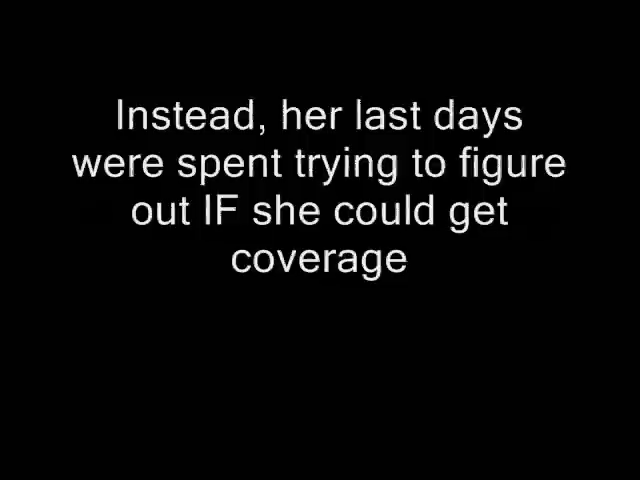 Instead, her last days
were spent trying to figure
out IF she could get
coverage